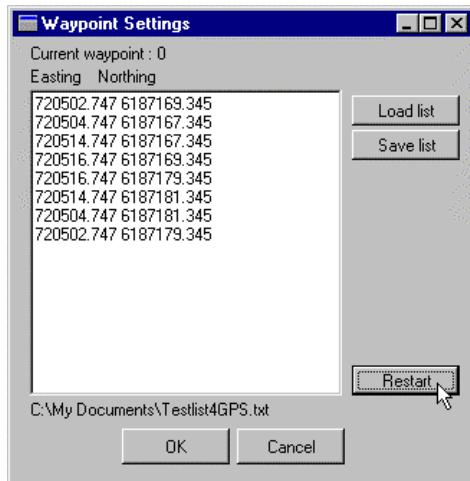 Waypoint Settings
Current waypoint : 0
Easting Northing
720502.747 6187169.345
720504.747 6187167.345
720514.747 6187167.345
720516.747 6187169.345
720516.747 6187179.345
720514.747 6187181.345
720504.747 6187181.345
720502.747 6187179.345
Load list
Save list
Restart
C:\My Documents\Testlist4GPS.txt
OK Cancel